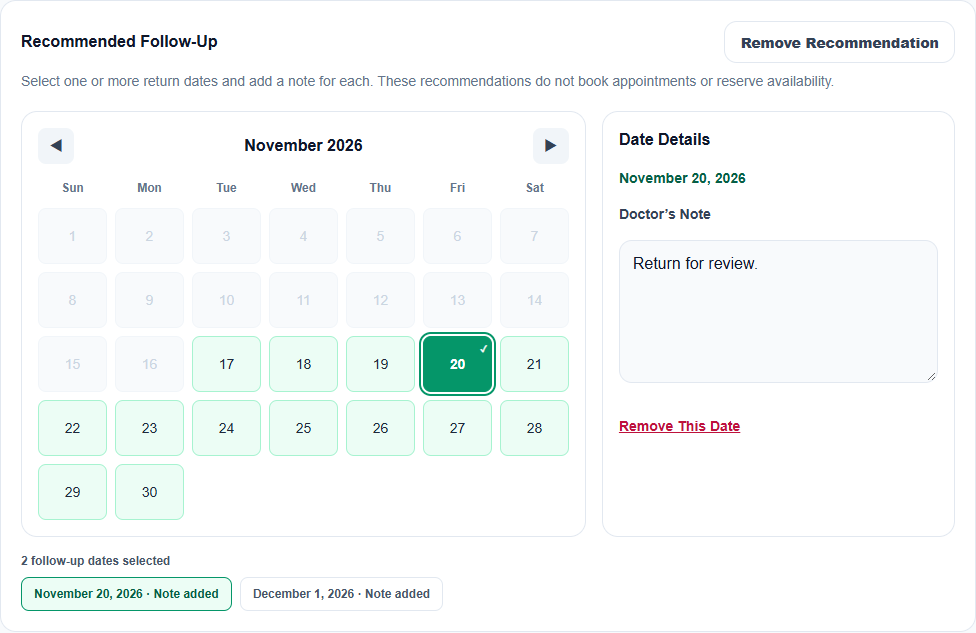 Recommended Follow-Up
Remove Recommendation
Select one or more return dates and add a note for each. These recommendations do not book appointments or reserve availability.
◀ November 2026 ▶
Sun Mon Tue Wed Thu Fri Sat
1 2 3 4 5 6 7
8 9 10 11 12 13 14
15 16 17 18 19 20 ✓ 21
22 23 24 25 26 27 28
29 30
Date Details
November 20, 2026
Doctor’s Note
Return for review.
Remove This Date
2 follow-up dates selected
November 20, 2026 · Note added
December 1, 2026 · Note added